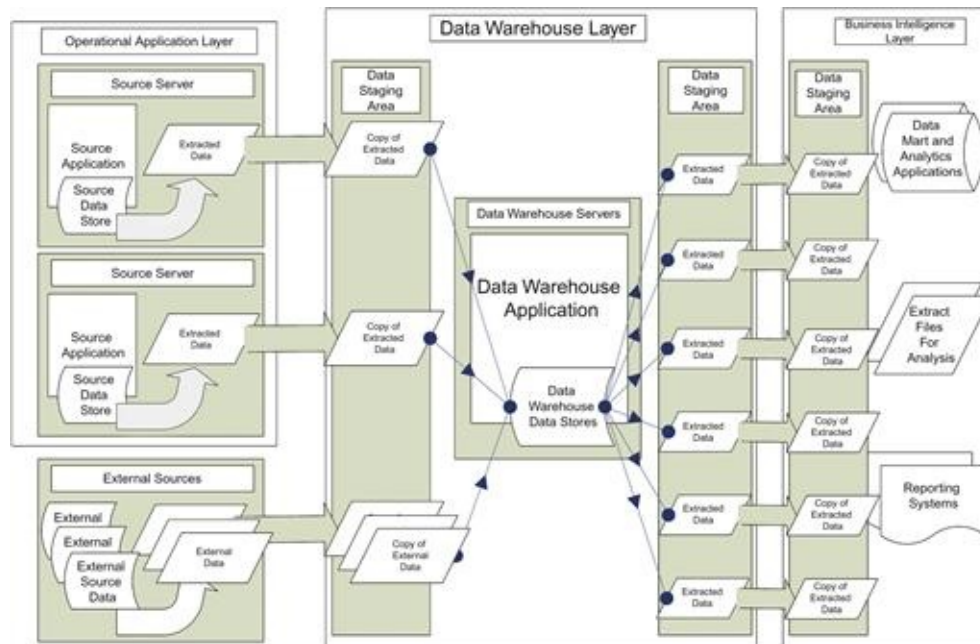 Operational Application Layer
Source Server
Source
Application
Source
Data
Store
Extracted
Data
Source Server
Source
Application
Source
Data
Store
Extracted
Data
External Sources
External
External
External
Source
Data
External
Data
Data Warehouse Layer
Data
Staging
Area
Copy of
Extracted
Data
Copy of
Extracted
Data
Copy of
External
Data
Data Warehouse Servers
Data Warehouse
Application
Data
Warehouse
Data Stores
Data
Staging
Area
Extracted
Data
Extracted
Data
Extracted
Data
Extracted
Data
Extracted
Data
Extracted
Data
Business Intelligence
Layer
Data
Staging
Area
Copy of
Extracted
Data
Copy of
Extracted
Data
Copy of
Extracted
Data
Copy of
Extracted
Data
Copy of
Extracted
Data
Copy of
Extracted
Data
Data
Mart and
Analytics
Applications
Extract
Files
For
Analysis
Reporting
Systems